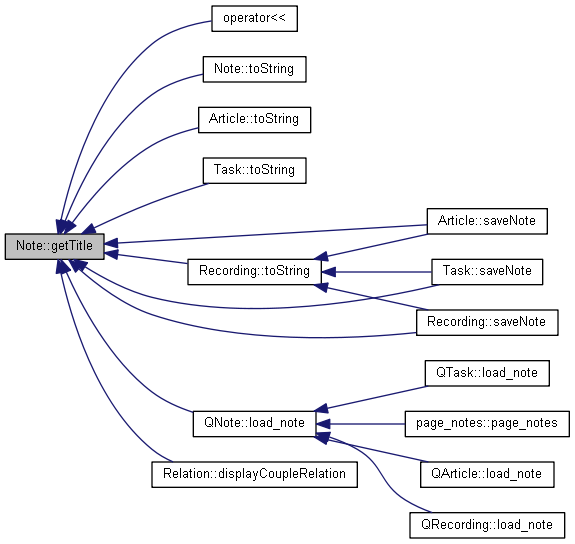 operator<<
Note::toString
Article::toString
Task::toString
Note::getTitle
Article::saveNote
Recording::toString
Task::saveNote
Recording::saveNote
QTask::load_note
QNote::load_note
page_notes::page_notes
Relation::displayCoupleRelation
QArticle::load_note
QRecording::load_note